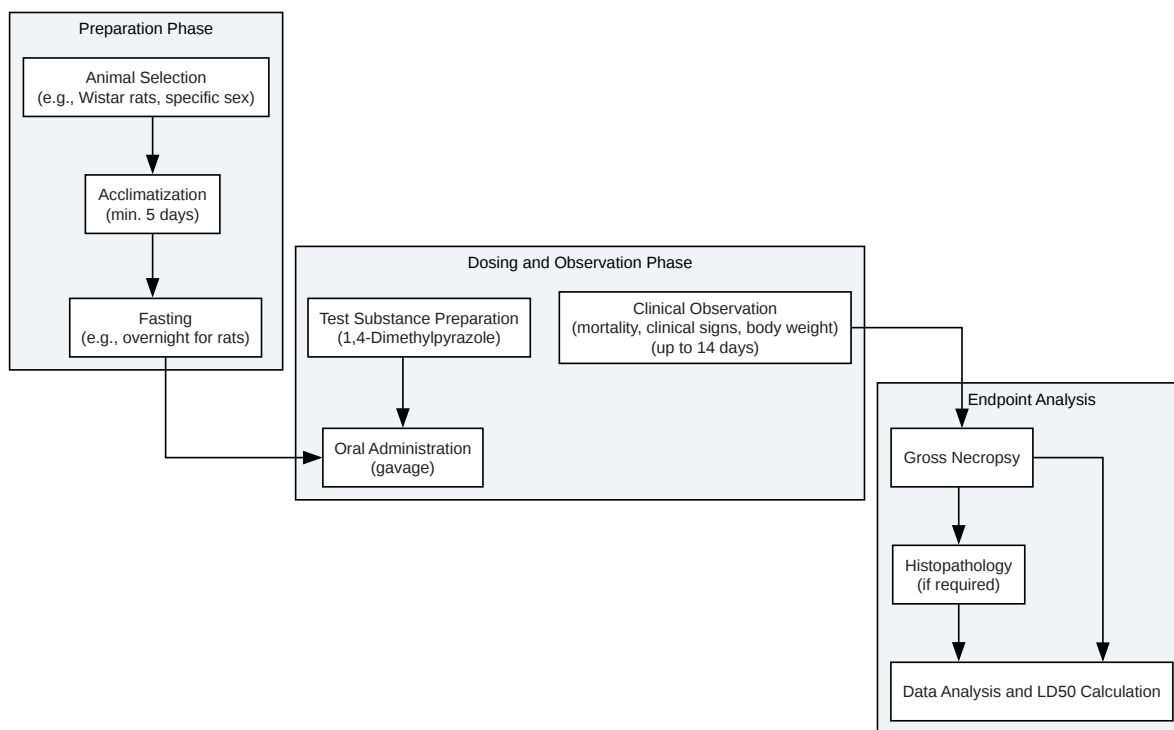 Preparation Phase
Animal Selection
(e.g., Wistar rats, specific sex)
Acclimatization
(min. 5 days)
Fasting
(e.g., overnight for rats)
Dosing and Observation Phase
Test Substance Preparation
(1,4-Dimethylpyrazole)
Clinical Observation
(mortality, clinical signs, body weight)
(up to 14 days)
Oral Administration
(gavage)
Endpoint Analysis
Gross Necropsy
Histopathology
(if required)
Data Analysis and LD50 Calculation